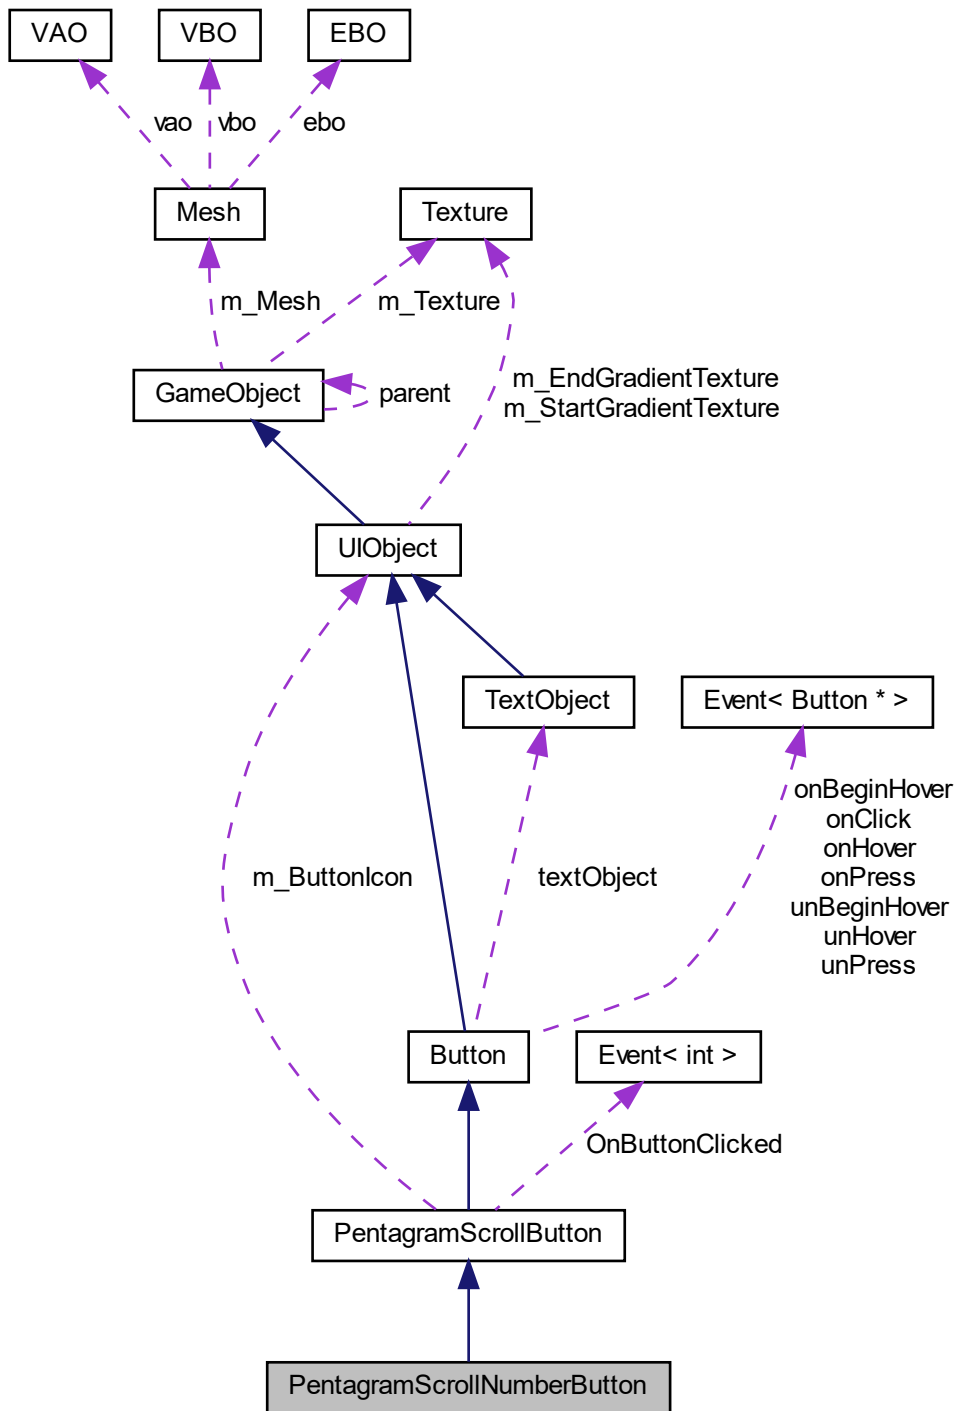 VAO
VBO
EBO
vao
vbo
ebo
Mesh
Texture
m_Mesh
m_Texture
GameObject
parent
m_EndGradientTexture
m_StartGradientTexture
UIObject
TextObject
Event< Button * >
onBeginHover
onClick
onHover
onPress
unBeginHover
unHover
unPress
m_ButtonIcon
textObject
Button
Event< int >
OnButtonClicked
PentagramScrollButton
PentagramScrollNumberButton